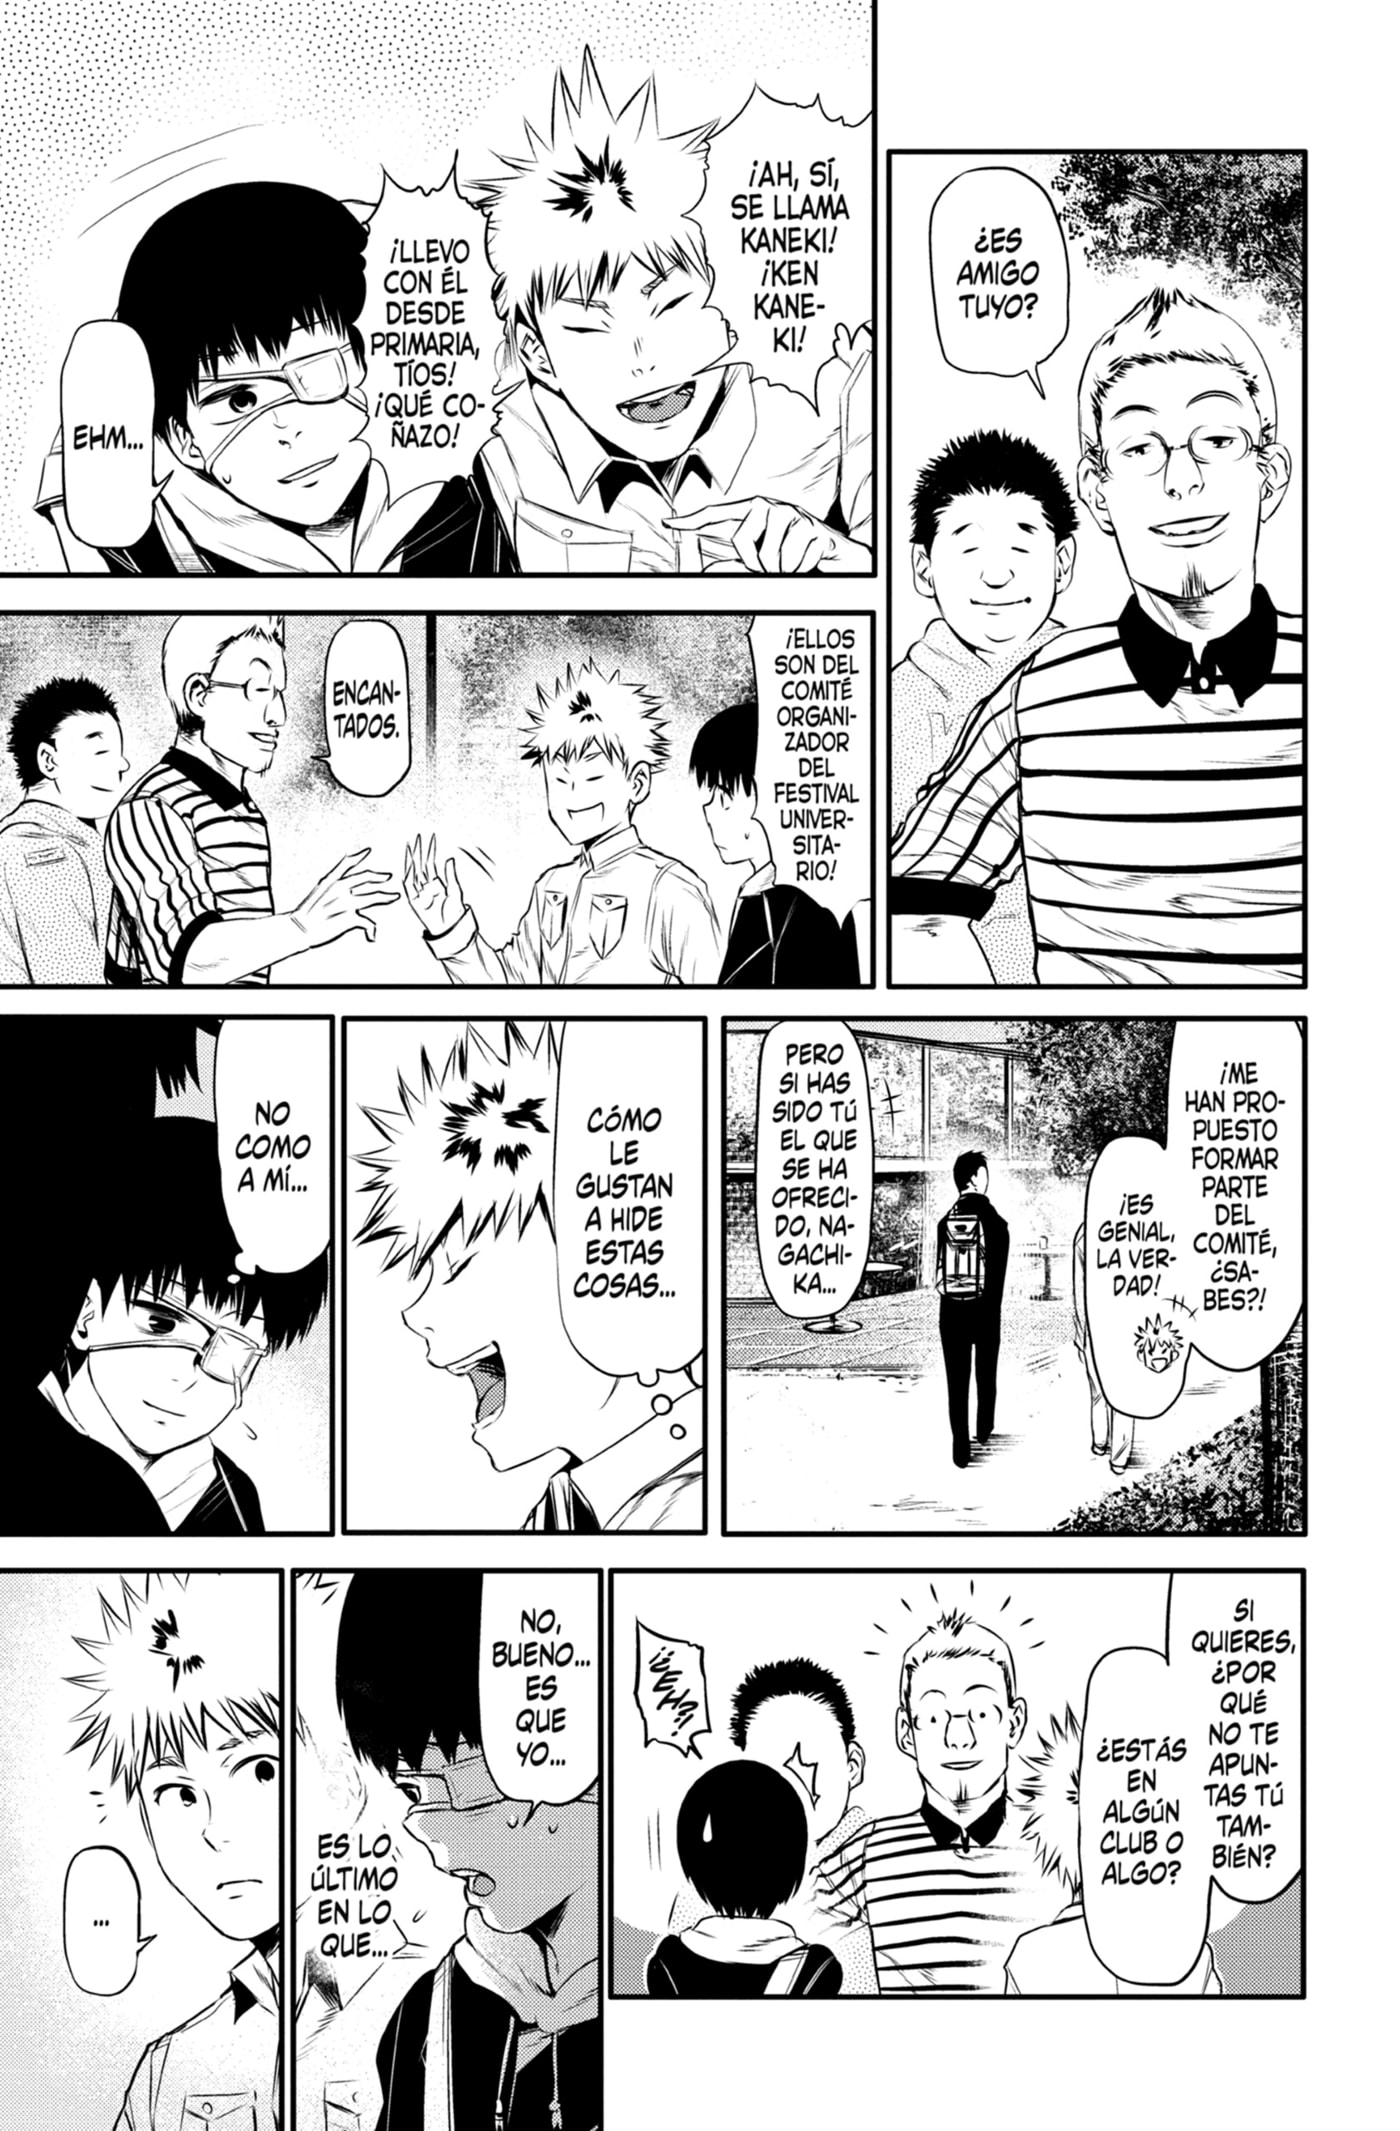 ¿ES
AMIGO
TUYO?
¡AH, SÍ,
SE LLAMA
KANEKI!
¡KEN
KANE-
KI!
¡LLEVO
CON ÉL
DESDE
PRIMARIA,
TÍOS!
¡QUÉ CO-
ÑAZO!
EHM...
¡ELLOS
SON DEL
COMITÉ
ORGANI-
ZADOR
DEL
FESTIVAL
UNIVER-
SITA-
RIO!
ENCAN-
TADOS.
¡ME
HAN PRO-
PUESTO
FORMAR
PARTE
DEL
COMITÉ,
¿SA-
BES?!
¡ES
GENIAL,
LA VER-
DAD!
PERO
SI HAS
SIDO TÚ
EL QUE
SE HA
OFRECI-
DO, NA-
GACHI-
KA...
CÓMO
LE
GUSTAN
A HIDE
ESTAS
COSAS...
NO
COMO
A MÍ...
SI
QUIERES,
¿POR
QUÉ
NO TE
APUN-
TAS TÚ
TAM-
BIÉN?
¿ESTÁS
EN
ALGÚN
CLUB O
ALGO?
¡¿EH?!
NO,
BUENO...
ES
QUE
YO...
ES LO
ÚLTIMO
EN LO
QUE...
...